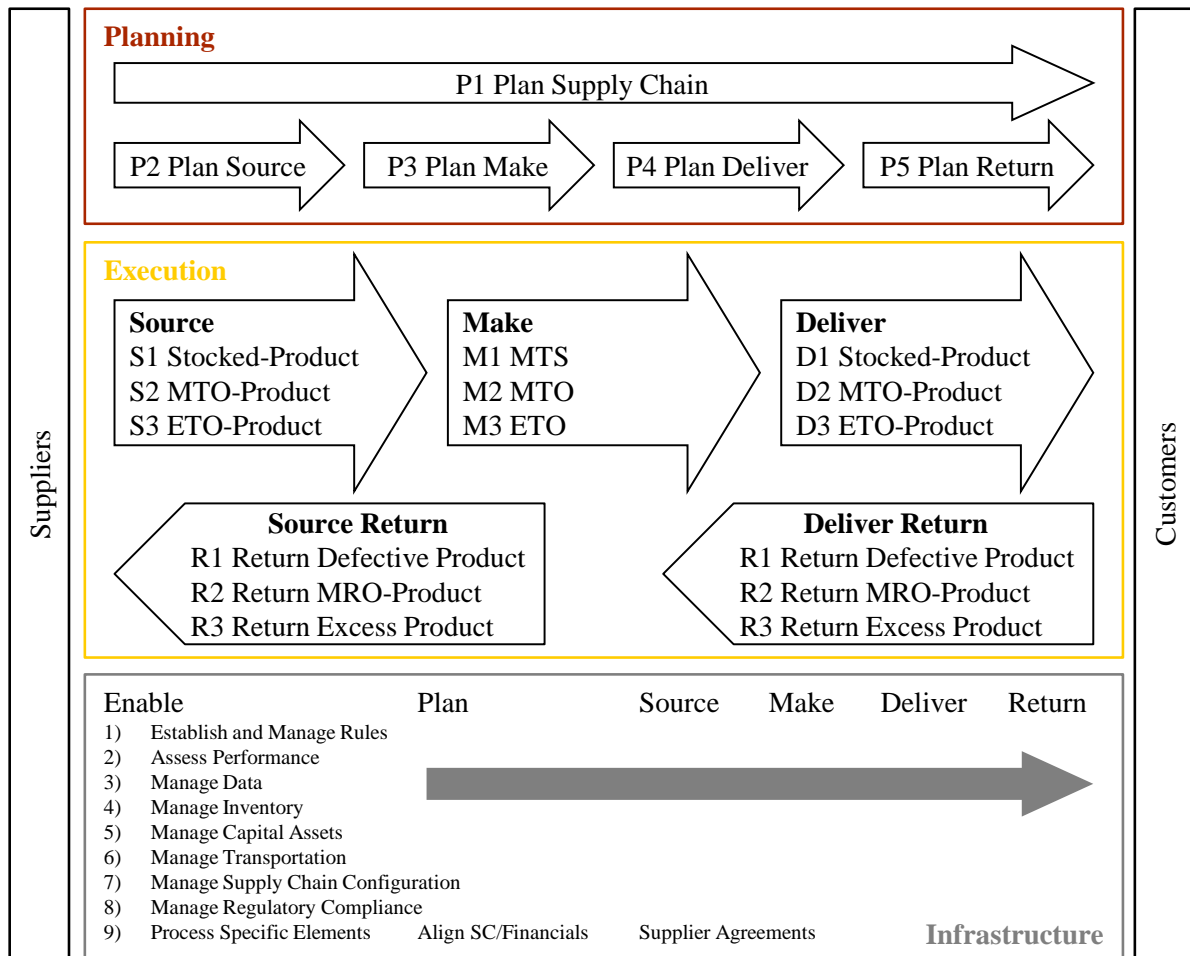 Suppliers
Planning
P1 Plan Supply Chain
P2 Plan Source
P3 Plan Make
P4 Plan Deliver
P5 Plan Return
Execution
Source
S1 Stocked-Product
S2 MTO-Product
S3 ETO-Product
Make
M1 MTS
M2 MTO
M3 ETO
Deliver
D1 Stocked-Product
D2 MTO-Product
D3 ETO-Product
Source Return
R1 Return Defective Product
R2 Return MRO-Product
R3 Return Excess Product
Deliver Return
R1 Return Defective Product
R2 Return MRO-Product
R3 Return Excess Product
Enable Plan Source Make Deliver Return
1) Establish and Manage Rules
2) Assess Performance
3) Manage Data
4) Manage Inventory
5) Manage Capital Assets
6) Manage Transportation
7) Manage Supply Chain Configuration
8) Manage Regulatory Compliance
9) Process Specific Elements Align SC/Financials Supplier Agreements
Infrastructure
Customers